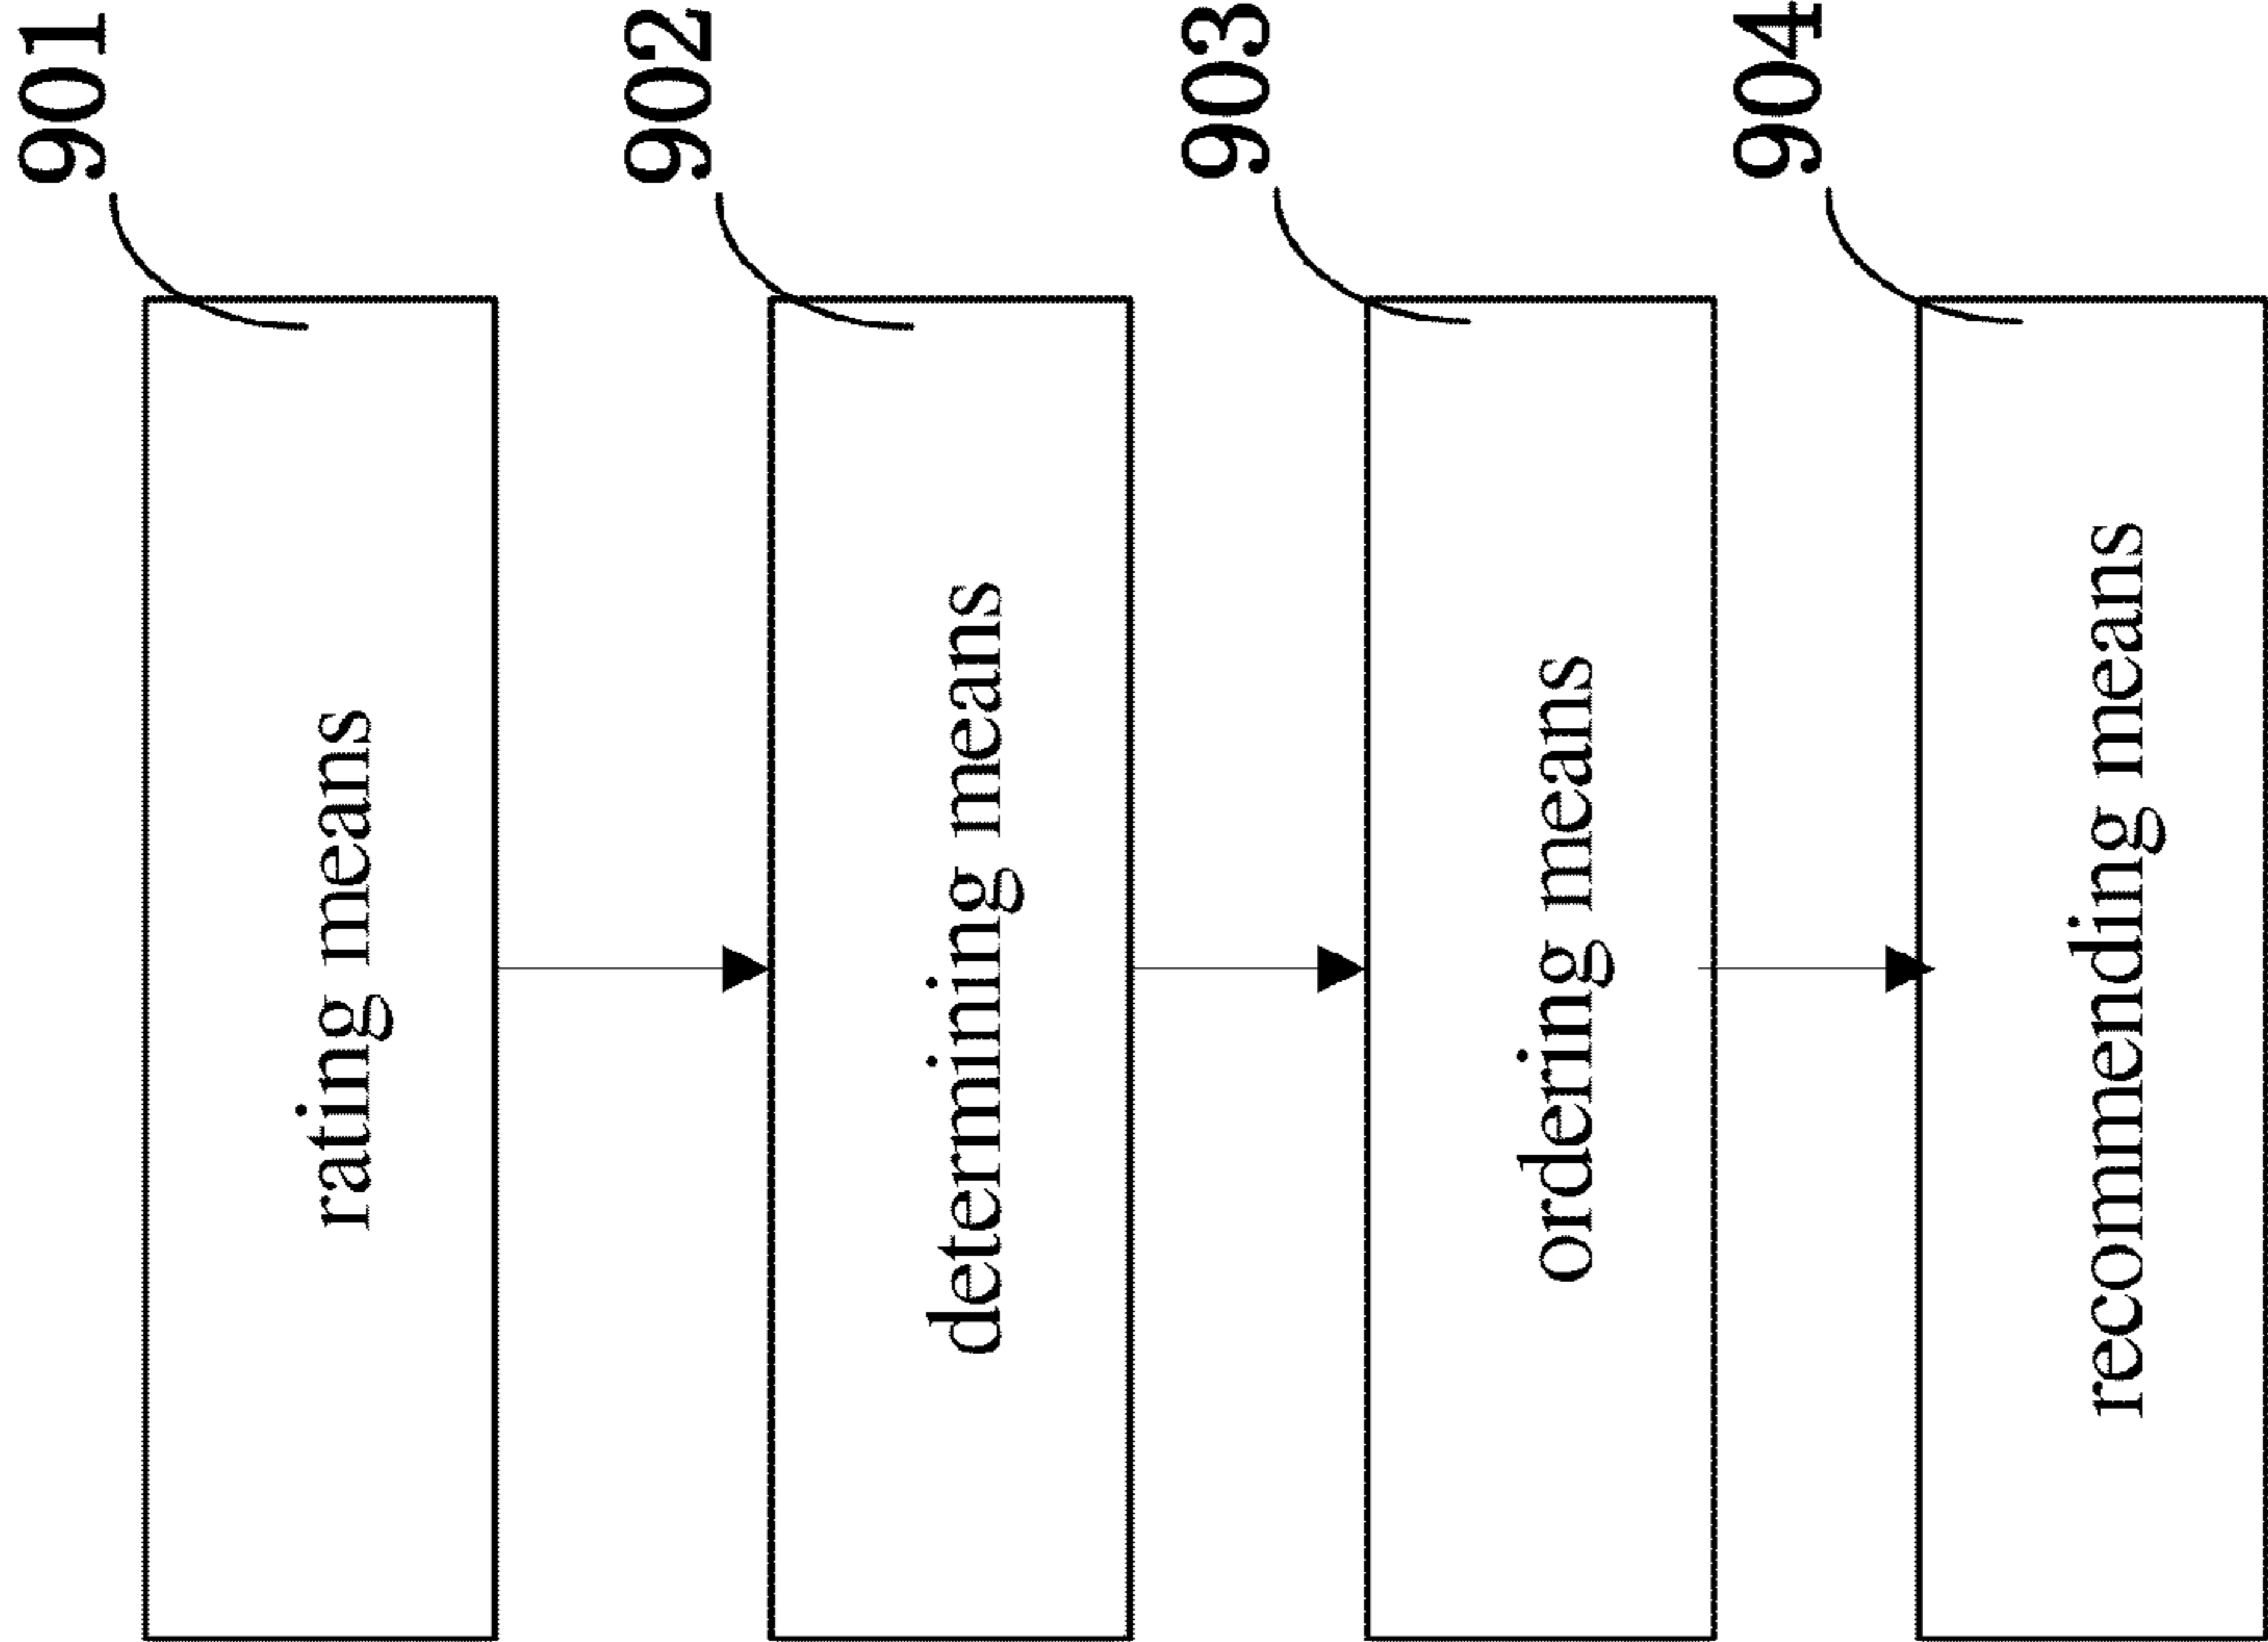 901
rating means
902
determining means
903
ordering means
904
recommending means